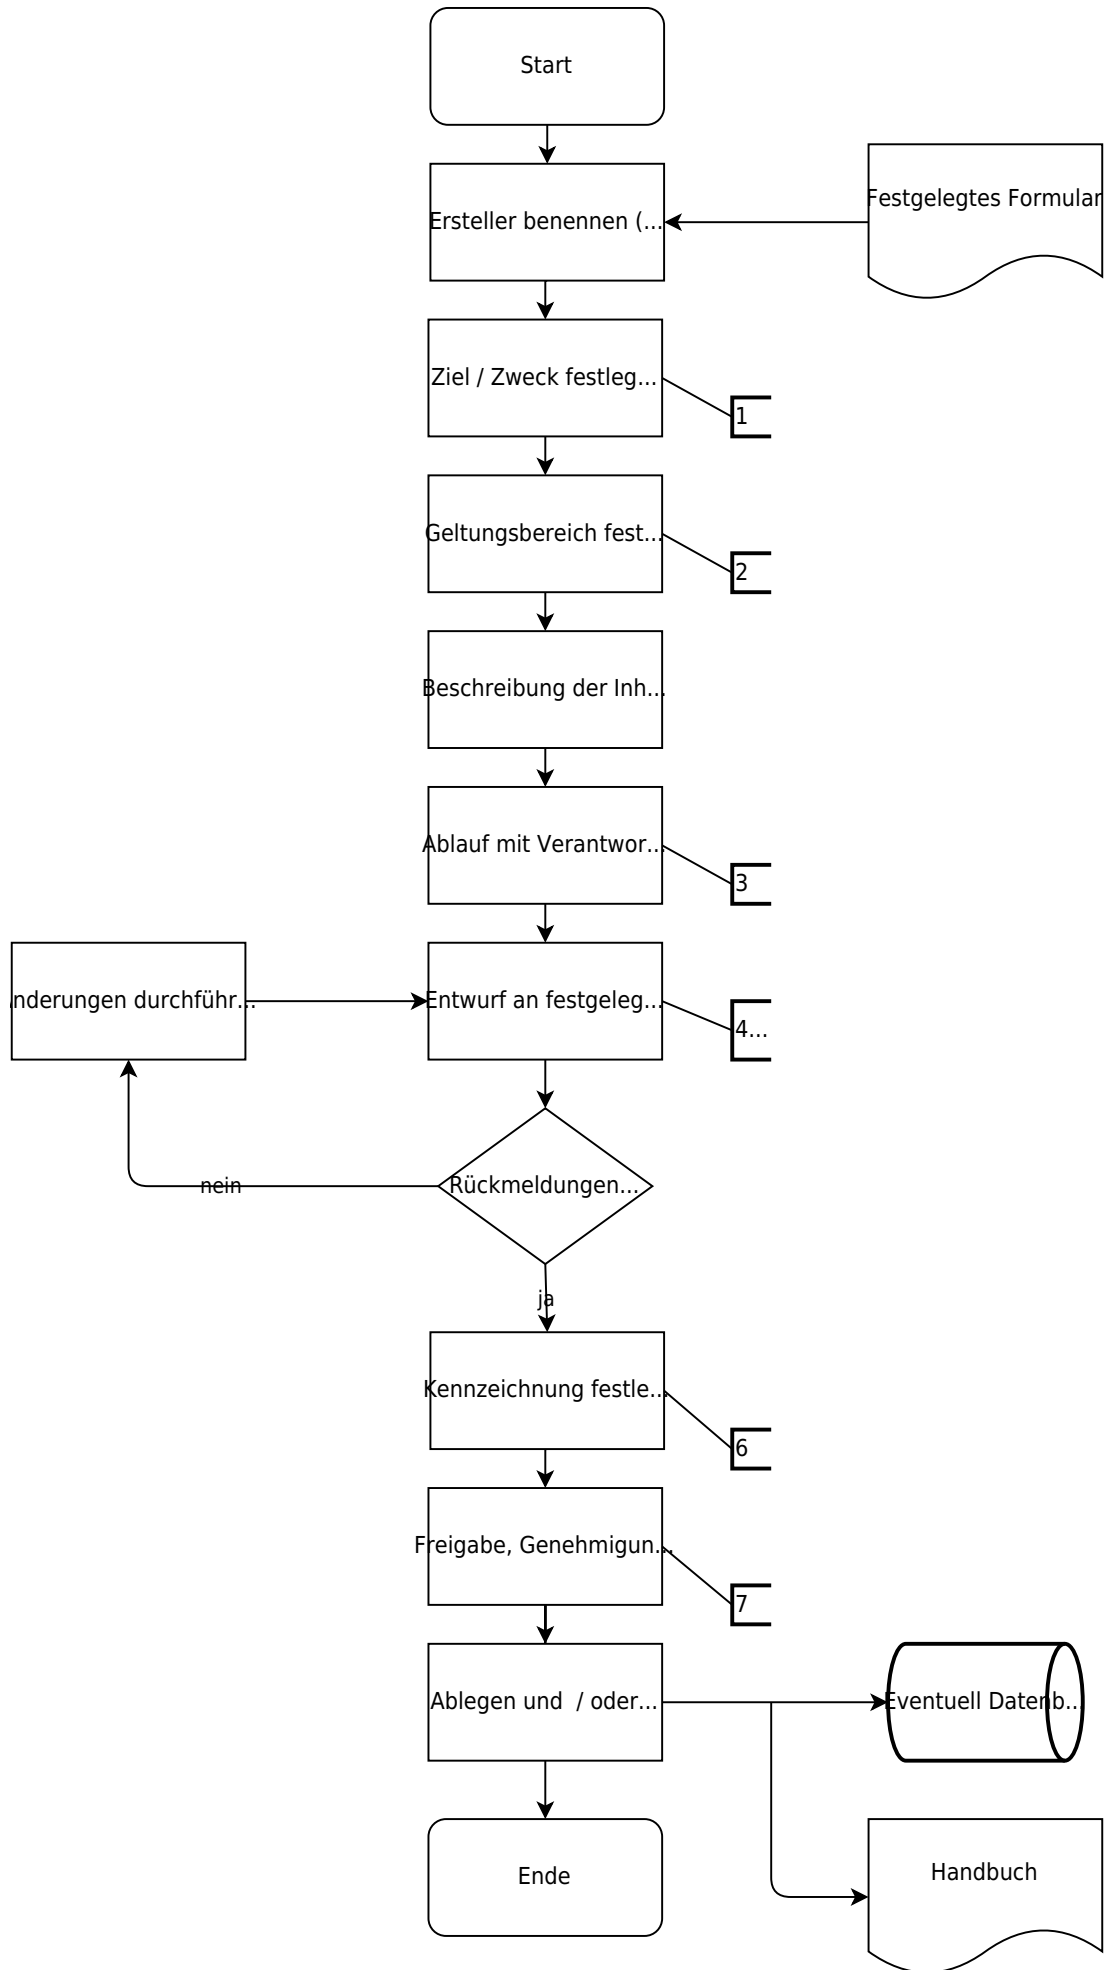 Start
Festgelegtes Formular
Ersteller benennen (...
Ziel / Zweck festleg...
1
Geltungsbereich fest...
2
Beschreibung der Inh...
Ablauf mit Verantwor...
3
nderungen durchführ...
Entwurf an festgeleg...
4...
Rückmeldungen...
nein
ja
Kennzeichnung festle...
6
Freigabe, Genehmigun...
7
Ablegen und / oder...
Eventuell Datenb...
Ende
Handbuch